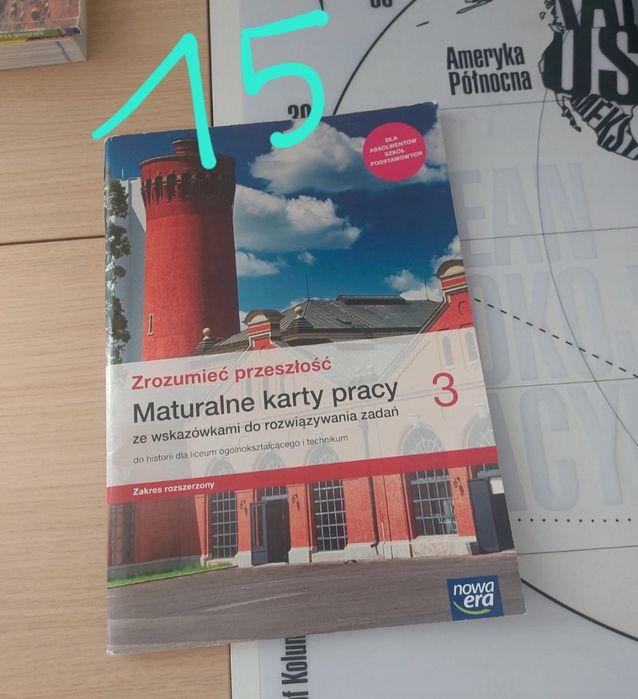 15
Ameryka
Północna
DLA
ABSOLWENTÓW
SZKÓŁ
PODSTAWOWYCH
Zrozumieć przeszłość
Maturalne karty pracy 3
ze wskazówkami do rozwiązywania zadań
do historii dla liceum ogólnokształcącego i technikum
Zakres rozszerzony
nowa
era